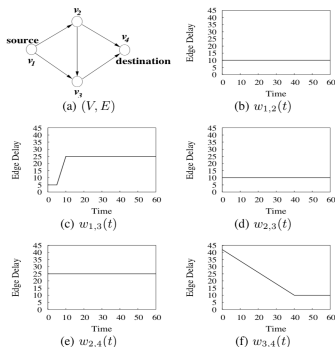 source
v2
v4
v1
destination
v3
(a) (V, E)
Edge Delay
45
40
35
30
25
20
15
10
5
0
0 10 20 30 40 50 60
Time
(b) w1,2(t)
Edge Delay
45
40
35
30
25
20
15
10
5
0
0 10 20 30 40 50 60
Time
(c) w1,3(t)
Edge Delay
45
40
35
30
25
20
15
10
5
0
0 10 20 30 40 50 60
Time
(d) w2,3(t)
Edge Delay
45
40
35
30
25
20
15
10
5
0
0 10 20 30 40 50 60
Time
(e) w2,4(t)
Edge Delay
45
40
35
30
25
20
15
10
5
0
0 10 20 30 40 50 60
Time
(f) w3,4(t)